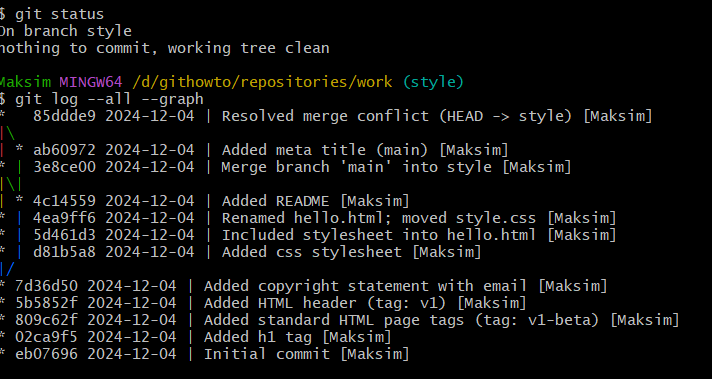 $ git status
On branch style
nothing to commit, working tree clean
Maksim MINGW64 /d/githowto/repositories/work (style)
$ git log --all --graph
*   85ddde9 2024-12-04 | Resolved merge conflict (HEAD -> style) [Maksim]
|\
| * ab60972 2024-12-04 | Added meta title (main) [Maksim]
* | 3e8ce00 2024-12-04 | Merge branch 'main' into style [Maksim]
|\|
| * 4c14559 2024-12-04 | Added README [Maksim]
* | 4ea9ff6 2024-12-04 | Renamed hello.html; moved style.css [Maksim]
* | 5d461d3 2024-12-04 | Included stylesheet into hello.html [Maksim]
* | d81b5a8 2024-12-04 | Added css stylesheet [Maksim]
|/
* 7d36d50 2024-12-04 | Added copyright statement with email [Maksim]
* 5b5852f 2024-12-04 | Added HTML header (tag: v1) [Maksim]
* 809c62f 2024-12-04 | Added standard HTML page tags (tag: v1-beta) [Maksim]
* 02ca9f5 2024-12-04 | Added h1 tag [Maksim]
* eb07696 2024-12-04 | Initial commit [Maksim]